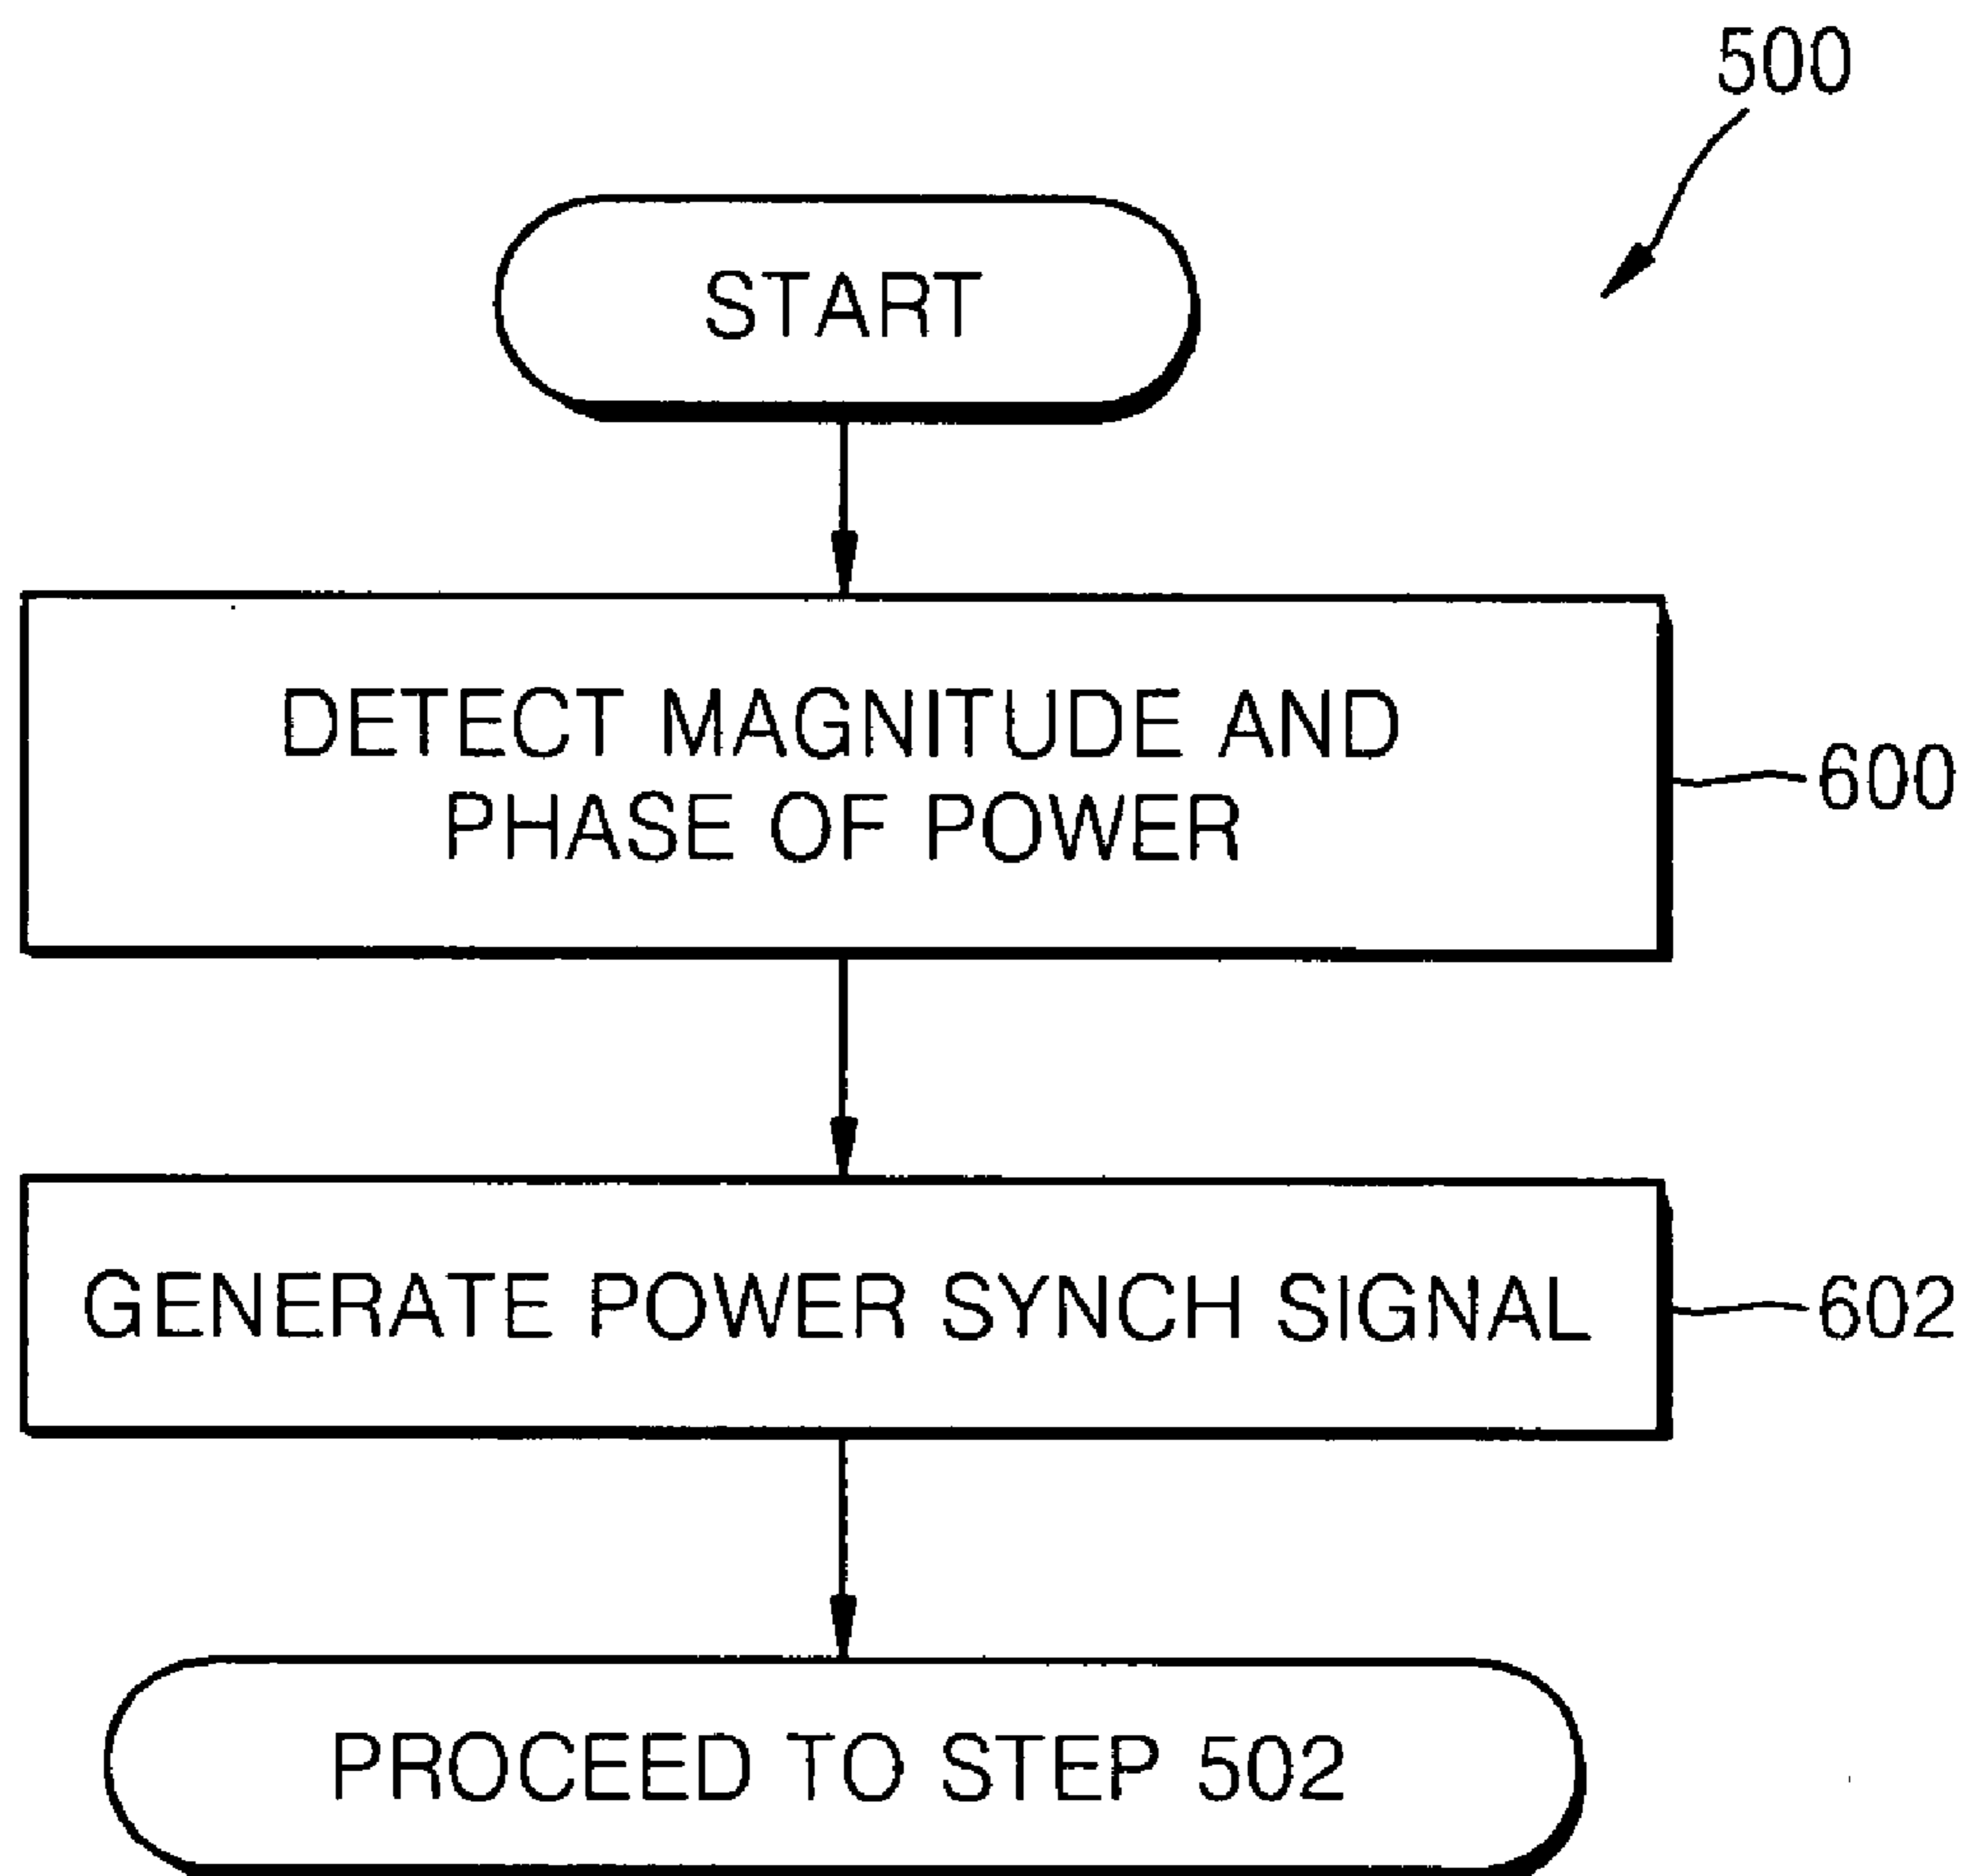 500
START
DETECT MAGNITUDE AND
PHASE OF POWER
600
GENERATE POWER SYNCH SIGNAL
602
PROCEED TO STEP 502